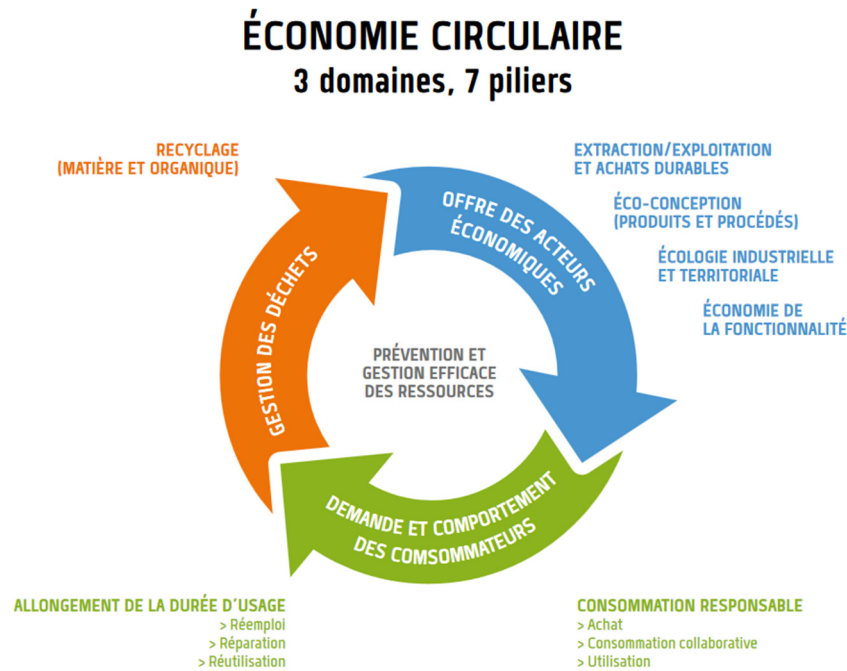 ÉCONOMIE CIRCULAIRE
3 domaines, 7 piliers
RECYCLAGE
(MATIÈRE ET ORGANIQUE)
EXTRACTION/EXPLOITATION
ET ACHATS DURABLES
ÉCO-CONCEPTION
(PRODUITS ET PROCÉDÉS)
ÉCOLOGIE INDUSTRIELLE
ET TERRITORIALE
ÉCONOMIE DE
LA FONCTIONNALITÉ
OFFRE DES ACTEURS
ÉCONOMIQUES
GESTION DES DÉCHETS
PRÉVENTION ET
GESTION EFFICACE
DES RESSOURCES
DEMANDE ET COMPORTEMENT
DES COMSOMMATEURS
ALLONGEMENT DE LA DURÉE D´USAGE
> Réemploi
> Réparation
> Réutilisation
CONSOMMATION RESPONSABLE
> Achat
> Consommation collaborative
> Utilisation